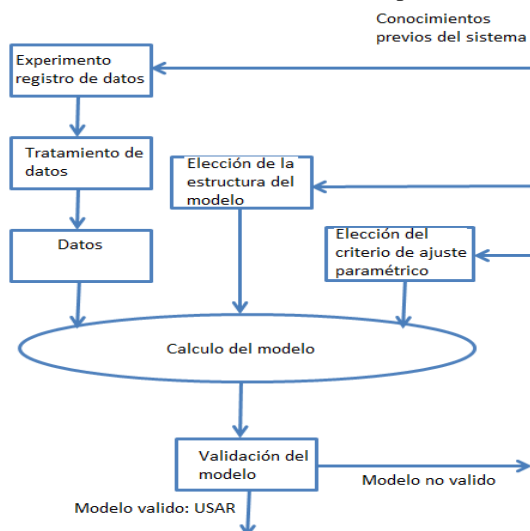 Conocimientos
previos del sistema
Experimento
registro de datos
Tratamiento de
datos
Elección de la
estructura del
modelo
Datos
Elección del
criterio de ajuste
paramétrico
Calculo del modelo
Validación del
modelo
Modelo no valido
Modelo valido: USAR